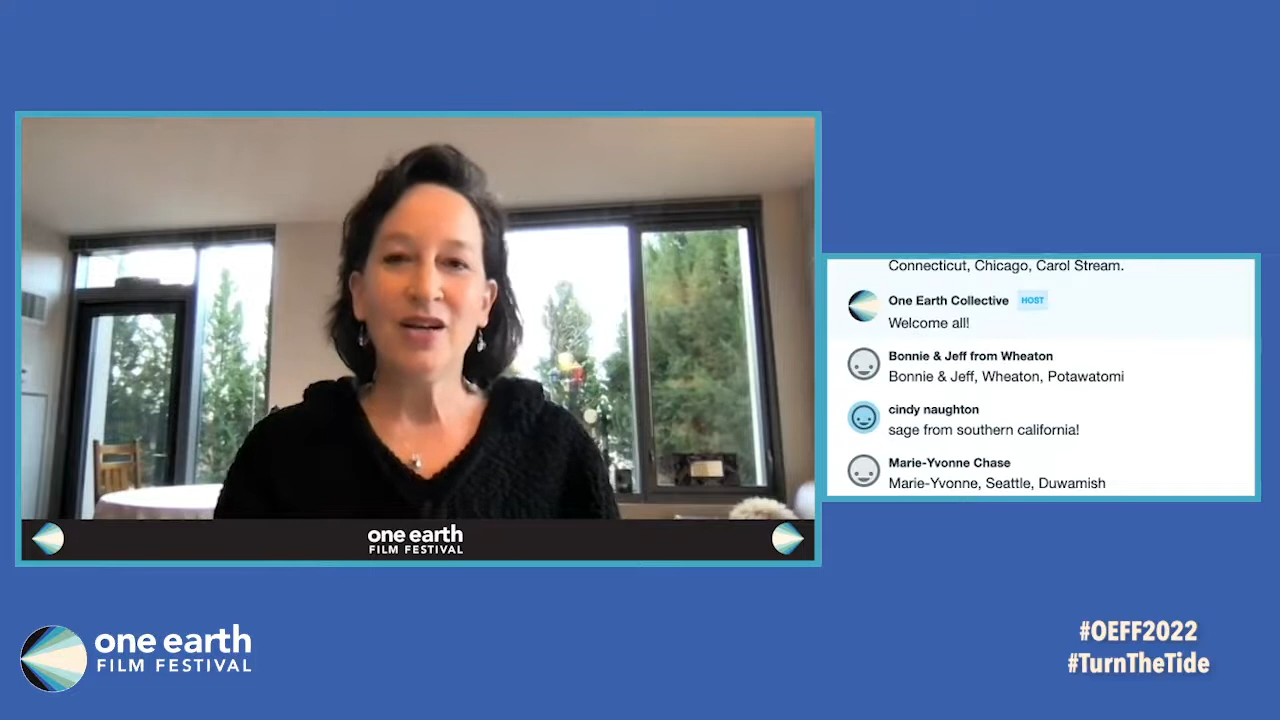 Connecticut, Chicago, Carol Stream.
One Earth Collective HOST
Welcome all!
Bonnie & Jeff from Wheaton
Bonnie & Jeff, Wheaton, Potawatomi
cindy naughton
sage from southern california!
Marie-Yvonne Chase
Marie-Yvonne, Seattle, Duwamish
one earth
FILM FESTIVAL
one earth
FILM FESTIVAL
#OEFF2022
#TurnTheTide